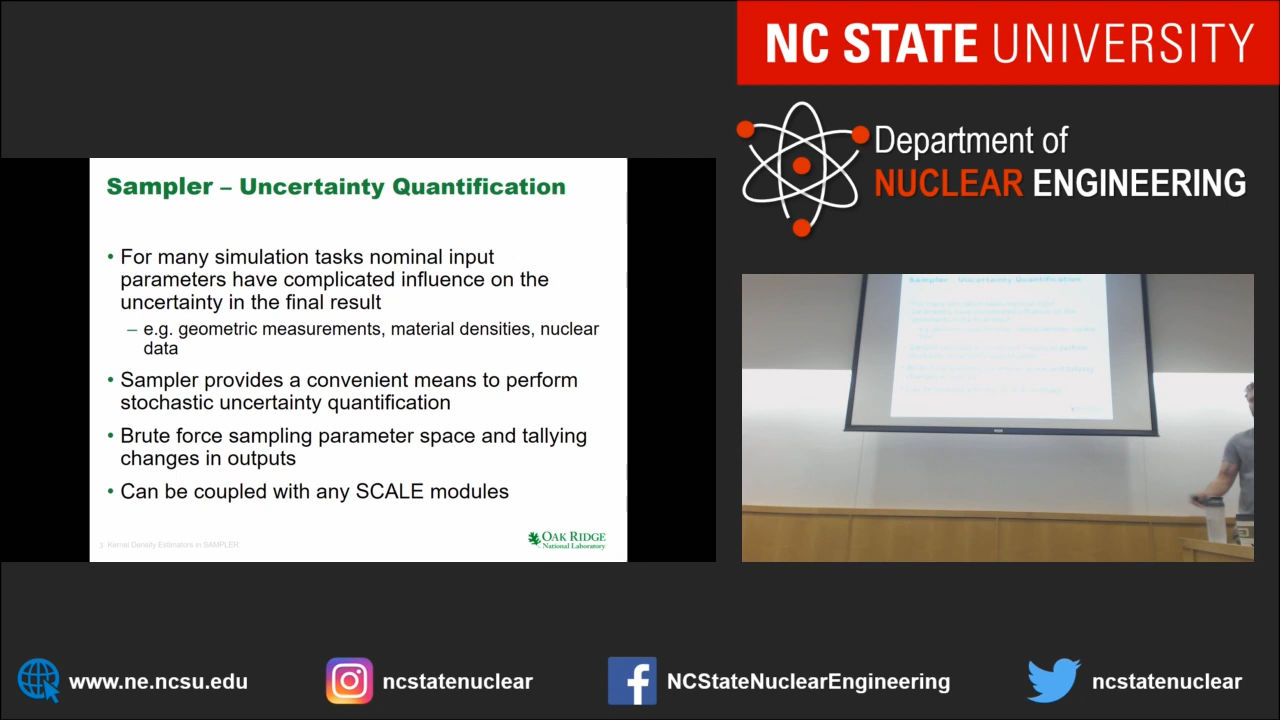 NC STATE UNIVERSITY
Department of
NUCLEAR ENGINEERING
Sampler – Uncertainty Quantification
• For many simulation tasks nominal input
parameters have complicated influence on the
uncertainty in the final result
– e.g. geometric measurements, material densities, nuclear
data
• Sampler provides a convenient means to perform
stochastic uncertainty quantification
• Brute force sampling parameter space and tallying
changes in outputs
• Can be coupled with any SCALE modules
3 Kernel Density Estimators in SAMPLER
OAK RIDGE
National Laboratory
Sampler – Uncertainty Quantification
www.ne.ncsu.edu
ncstatenuclear
NCStateNuclearEngineering
ncstatenuclear